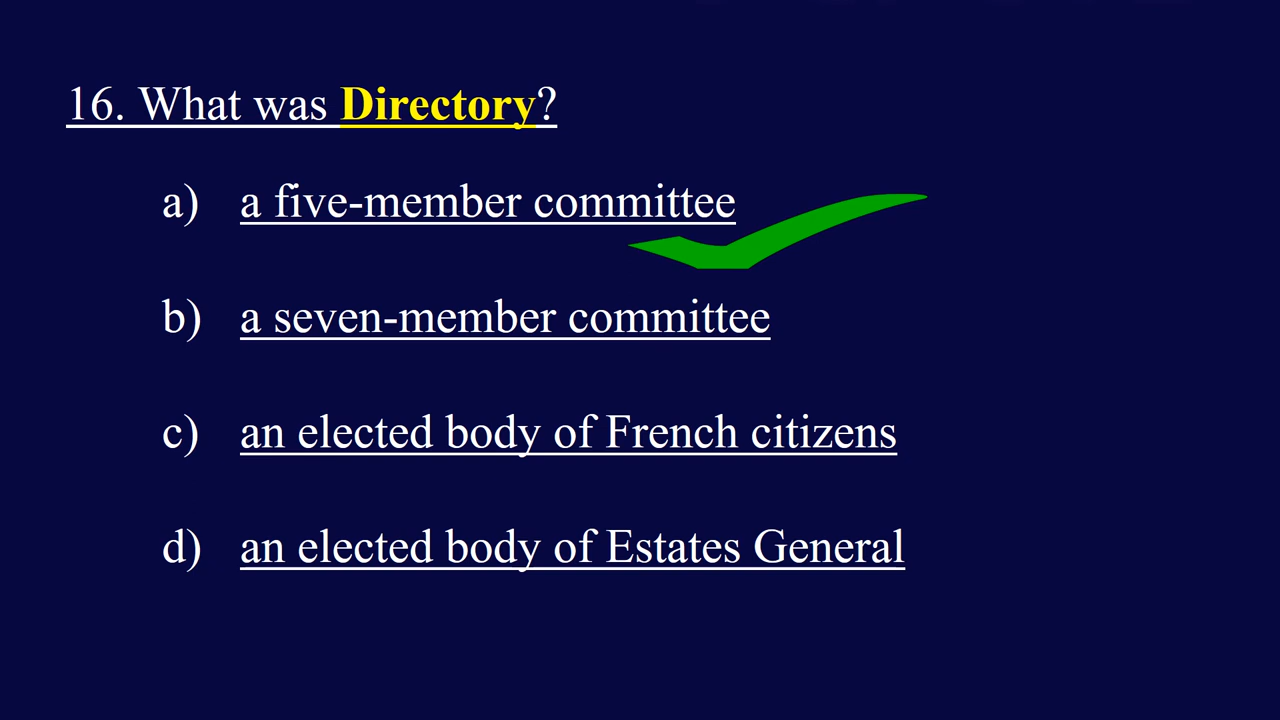 16. What was Directory?
a) a five-member committee
b) a seven-member committee
c) an elected body of French citizens
d) an elected body of Estates General